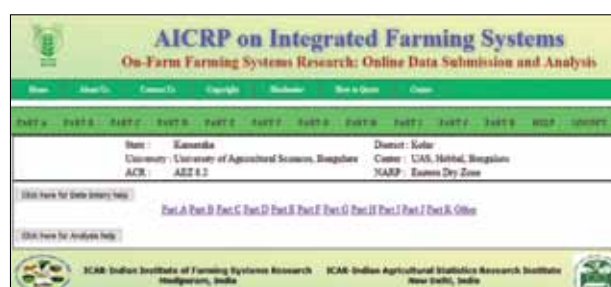 AICRP on Integrated Farming Systems
On-Farm Farming Systems Research: Online Data Submission and Analysis
Home About Us Contact Us Copyright Disclaimer How to Quote
PART A PART B PART C PART D PART E PART F PART G PART H PART I PART J PART K HELP LOGOUT
State : Karnataka District : Kolar
University : University of Agricultural Sciences, Bangalore Center : UAS, Hebbal, Bangalore
ACR : AEZ 8.2 NARP : Eastern Dry Zone
Click here for Data Entry help
Part A Part B Part C Part D Part E Part F Part G Part H Part I Part J Part K Other
Click here for Analysis help
ICAR-Indian Institute of Farming Systems Research ICAR-Indian Agricultural Statistics Research Institute
Modipuram, India New Delhi, India